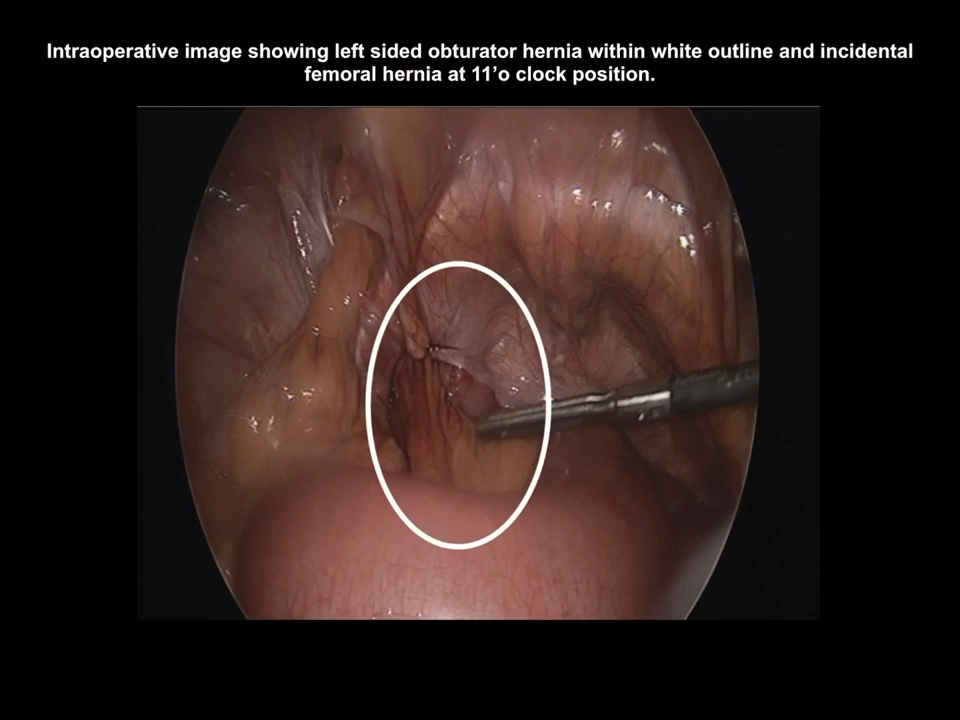 Intraoperative image showing left sided obturator hernia within white outline and incidental
femoral hernia at 11’o clock position.